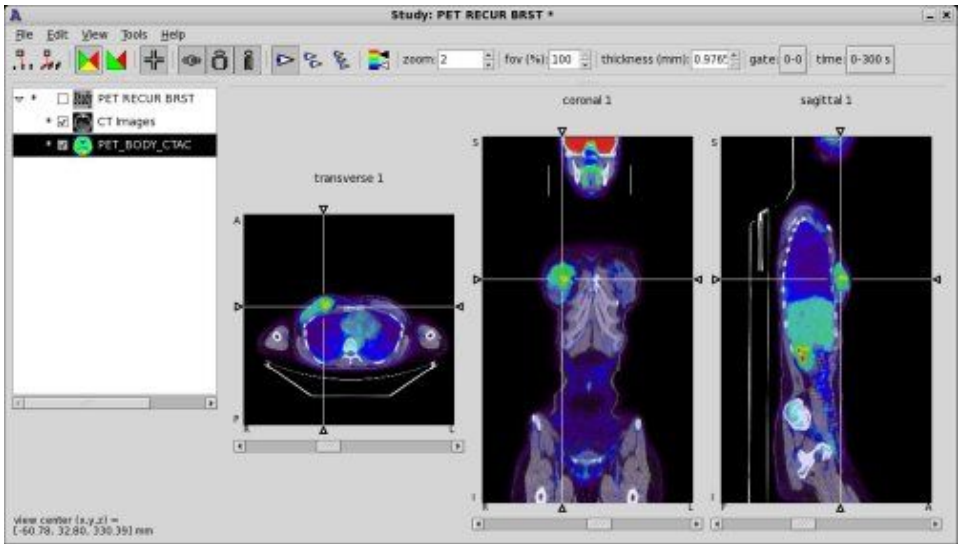 Study: PET RECUR BRST *
File Edit View Tools Help
zoom: 2 fov (%): 100 thickness (mm): 0.976 gate: 0-0 time: 0-300 s
PET RECUR BRST
CT Images
PET_BODY_CTAC
transverse 1
coronal 1
sagittal 1
A
P
R L
S
I
R L
S
I
P A
view center (x,y,z) =
[-60.78, 32.80, 330.39] mm